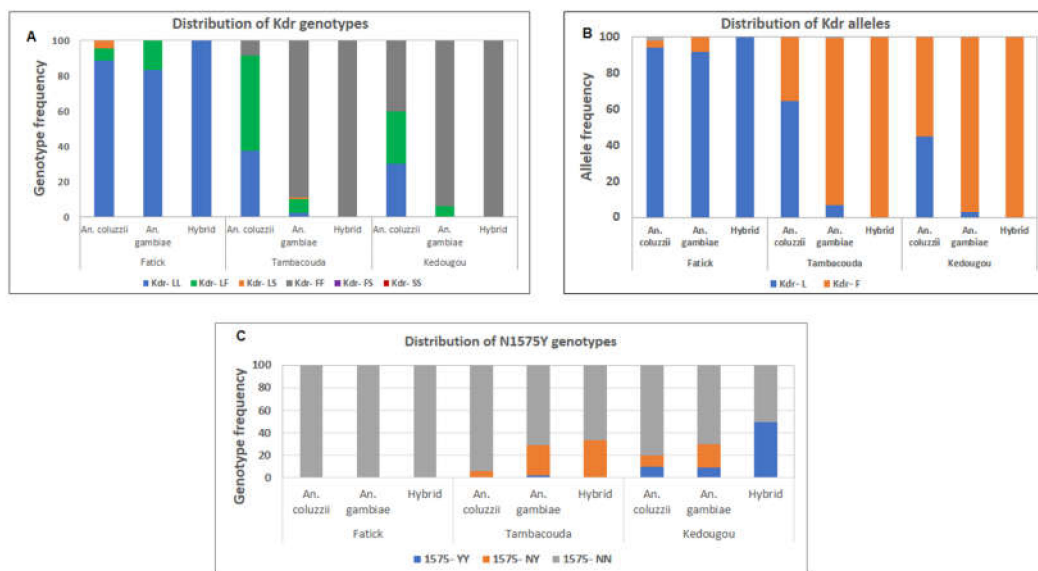 A
Distribution of Kdr genotypes
Genotype frequency
100
80
60
40
20
0
An. coluzzii An. gambiae Hybrid An. coluzzii An. gambiae Hybrid An. coluzzii An. gambiae Hybrid
Fatick Tambacouda Kedougou
Kdr- LL Kdr- LF Kdr- LS Kdr- FF Kdr- FS Kdr- SS
B
Distribution of Kdr alleles
Allele frequency
100
80
60
40
20
0
An. coluzzii An. gambiae Hybrid An. coluzzii An. gambiae Hybrid An. coluzzii An. gambiae Hybrid
Fatick Tambacouda Kedougou
Kdr- L Kdr- F
C
Distribution of N1575Y genotypes
Genotype frequency
100
80
60
40
20
0
An. coluzzii An. gambiae Hybrid An. coluzzii An. gambiae Hybrid An. coluzzii An. gambiae Hybrid
Fatick Tambacouda Kedougou
1575- YY 1575- NY 1575- NN